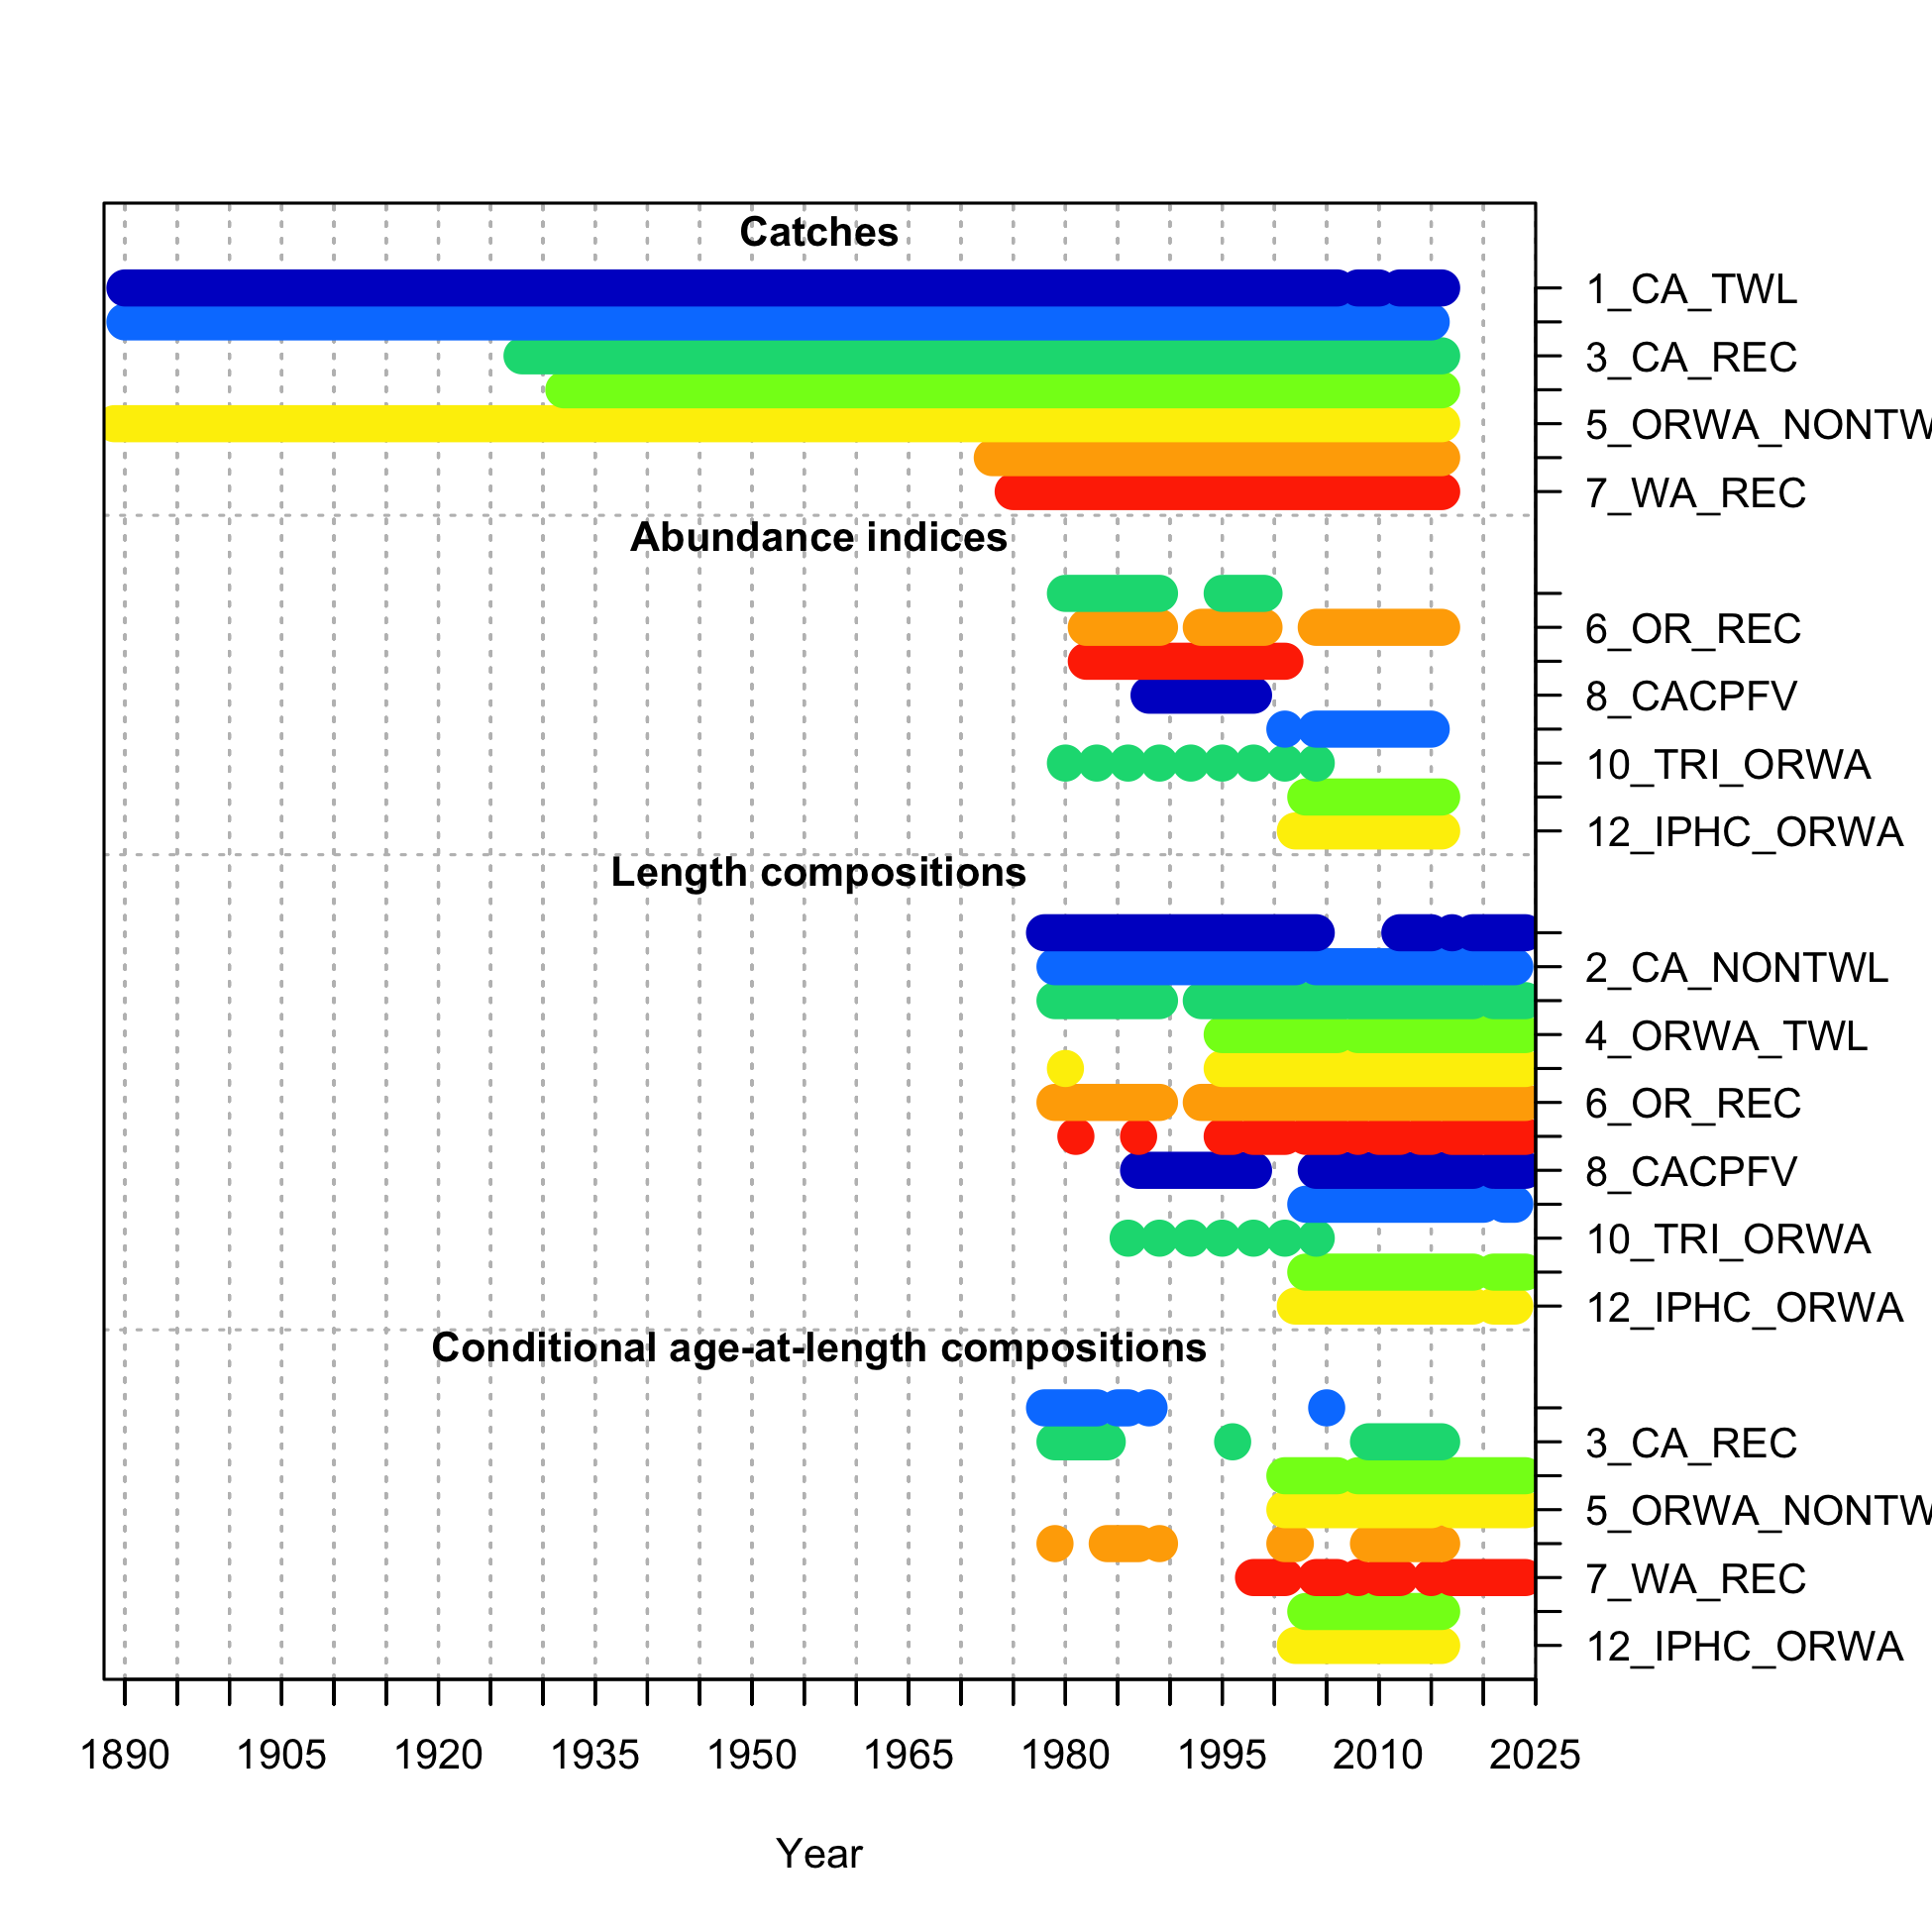 Catches
1_CA_TWL
3_CA_REC
5_ORWA_NONTW
7_WA_REC
Abundance indices
6_OR_REC
8_CACPFV
10_TRI_ORWA
12_IPHC_ORWA
Length compositions
2_CA_NONTWL
4_ORWA_TWL
6_OR_REC
8_CACPFV
10_TRI_ORWA
12_IPHC_ORWA
Conditional age-at-length compositions
3_CA_REC
5_ORWA_NONTW
7_WA_REC
12_IPHC_ORWA
1890 1905 1920 1935 1950 1965 1980 1995 2010 2025
Year